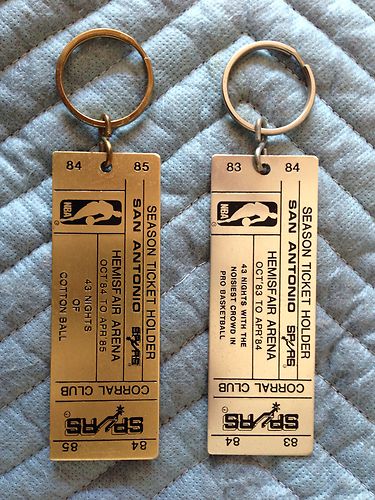 84 85
SEASON TICKET HOLDER
SAN ANTONIO SPURS
NBA
HEMISFAIR ARENA
OCT'84 TO APR'85
43 NIGHTS
OF
COTTON BALL
CORRAL CLUB
SPURS
85 84
83 84
SEASON TICKET HOLDER
SAN ANTONIO SPURS
NBA
HEMISFAIR ARENA
OCT'83 TO APR'84
43 NIGHTS WITH THE
NOISIEST CROWD IN
PRO BASKETBALL
CORRAL CLUB
SPURS
84 83